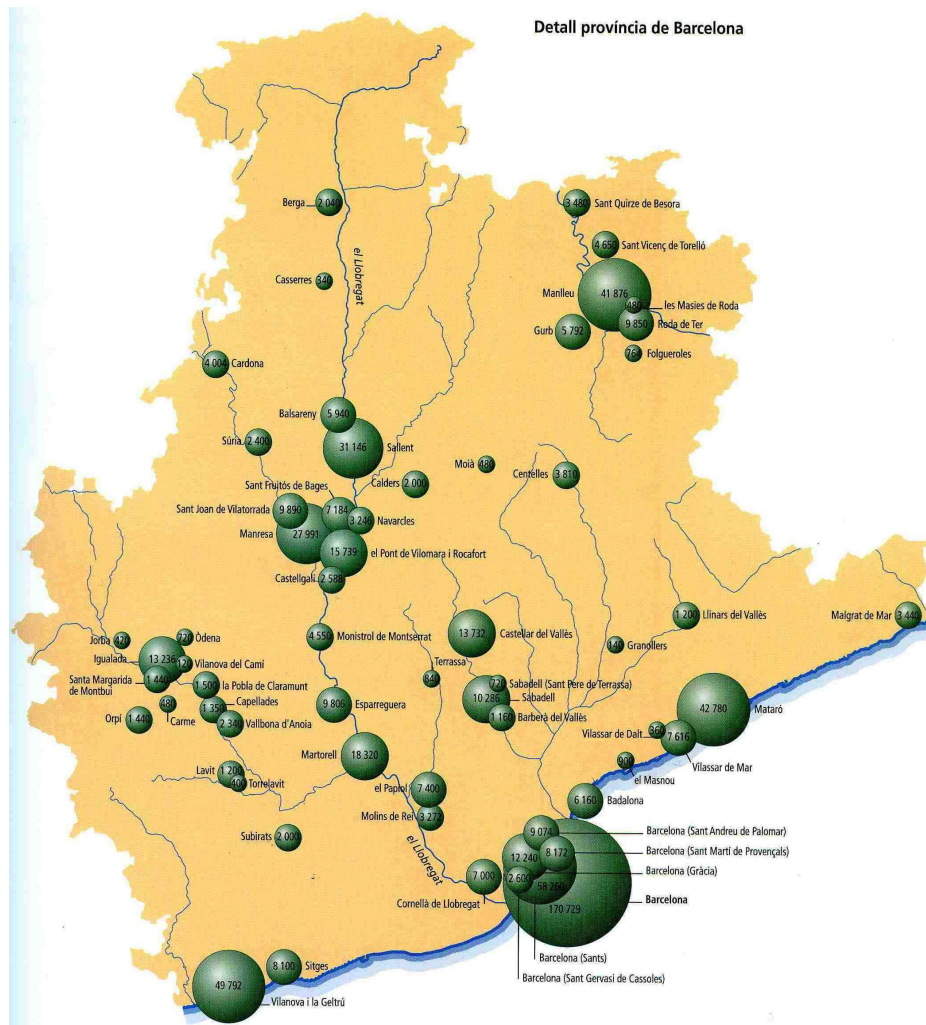 Detall província de Barcelona
Berga
2 040
3 480
Sant Quirze de Besora
4 650
Sant Vicenç de Torelló
el Llobregat
Casserres
340
Manlleu
41 876
480
les Masies de Roda
Gurb
5 792
9 850
Roda de Ter
764
Folgueroles
4 004
Cardona
Balsareny
5 940
Súria
2 400
31 146
Sallent
Moià
480
Centelles
3 810
Calders
2 000
Sant Fruitós de Bages
Sant Joan de Vilatorrada
9 890
7 184
3 246
Navarcles
Manresa
27 991
15 739
el Pont de Vilomara i Rocafort
Castellgalí
2 588
1 200
Llinars del Vallès
Malgrat de Mar
3 440
Jorba
420
720
Òdena
4 550
Monistrol de Montserrat
13 732
Castellar del Vallès
140
Granollers
Igualada
13 236
120
Vilanova del Camí
Terrassa
840
Santa Margarida
de Montbui
1 440
1 500
la Pobla de Claramunt
720
Sabadell (Sant Pere de Terrassa)
10 286
Sabadell
Orpí
1 440
480
Carme
1 350
Capellades
2 340
Vallbona d'Anoia
9 806
Esparreguera
1 160
Barberà del Vallès
42 780
Mataró
Vilassar de Dalt
360
7 616
Vilassar de Mar
Martorell
18 320
900
el Masnou
Lavit
1 200
400
Torrelavit
el Papiol
7 400
6 160
Badalona
Molins de Rei
3 272
Subirats
2 000
9 074
Barcelona (Sant Andreu de Palomar)
el Llobregat
12 240
8 172
Barcelona (Sant Martí de Provençals)
Barcelona (Gràcia)
7 000
Cornellà de Llobregat
2 600
58 260
Barcelona
170 729
Barcelona (Sants)
Barcelona (Sant Gervasi de Cassoles)
8 100
Sitges
49 792
Vilanova i la Geltrú